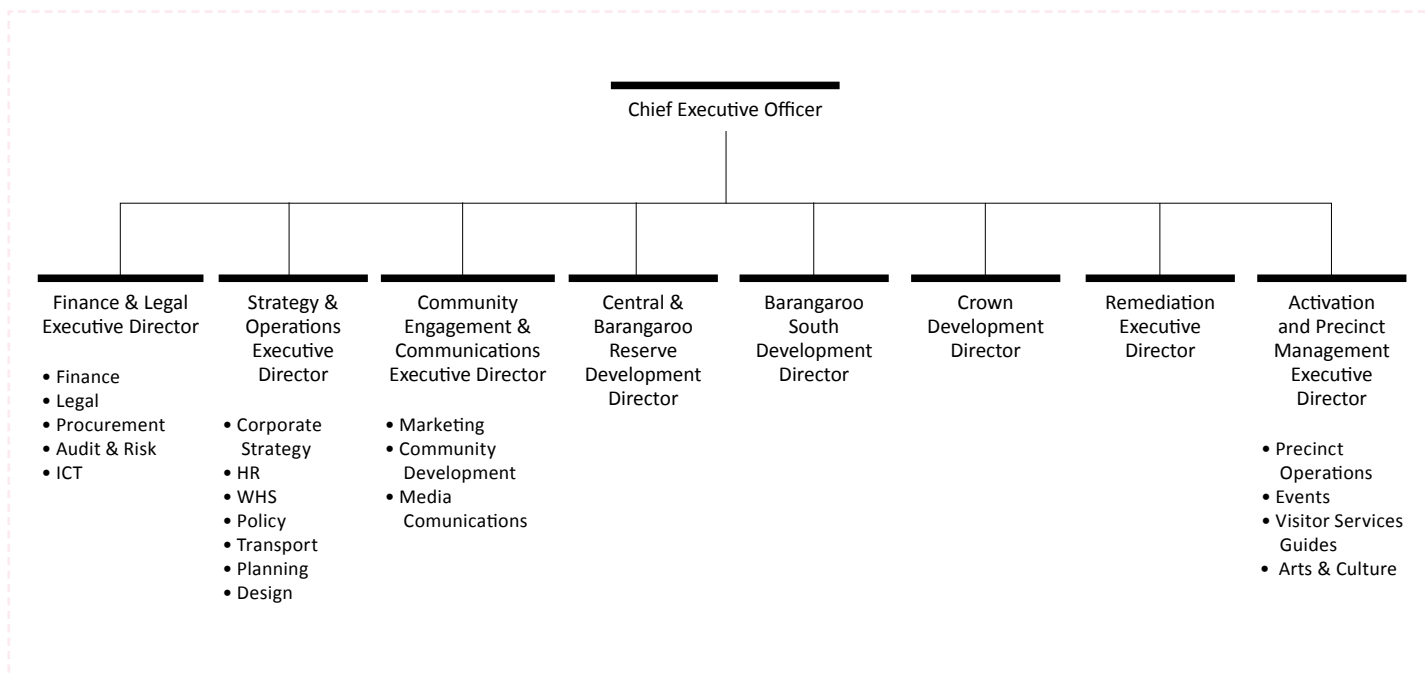 Chief Executive Officer
Finance & Legal
Executive Director
• Finance
• Legal
• Procurement
• Audit & Risk
• ICT
Strategy &
Operations
Executive
Director
• Corporate
Strategy
• HR
• WHS
• Policy
• Transport
• Planning
• Design
Community
Engagement &
Communications
Executive Director
• Marketing
• Community
Development
• Media
Comunications
Central &
Barangaroo
Reserve
Development
Director
Barangaroo
South
Development
Director
Crown
Development
Director
Remediation
Executive
Director
Activation
and Precinct
Management
Executive
Director
• Precinct
Operations
• Events
• Visitor Services
Guides
• Arts & Culture